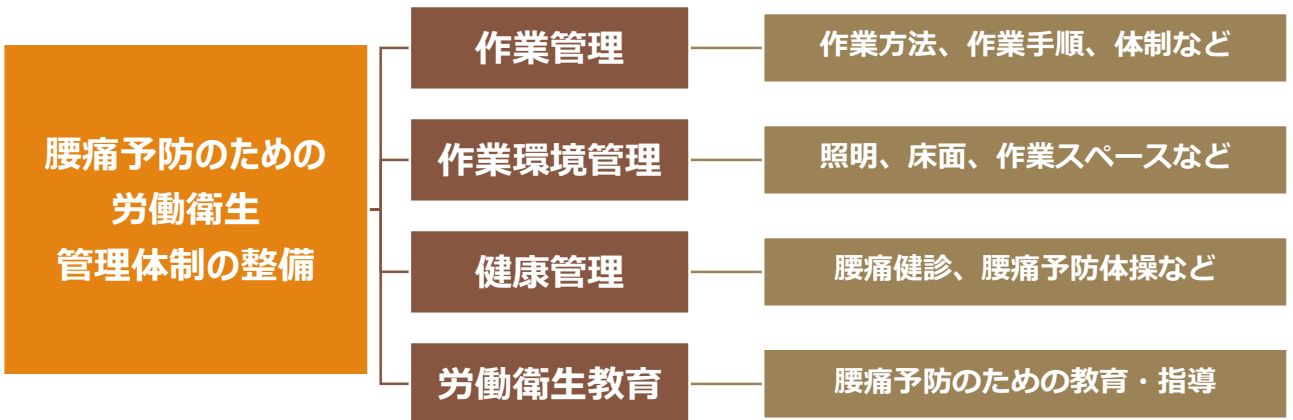 腰痛予防のための
労働衛生
管理体制の整備
作業管理
作業方法、作業手順、体制など
作業環境管理
照明、床面、作業スペースなど
健康管理
腰痛健診、腰痛予防体操など
労働衛生教育
腰痛予防のための教育・指導